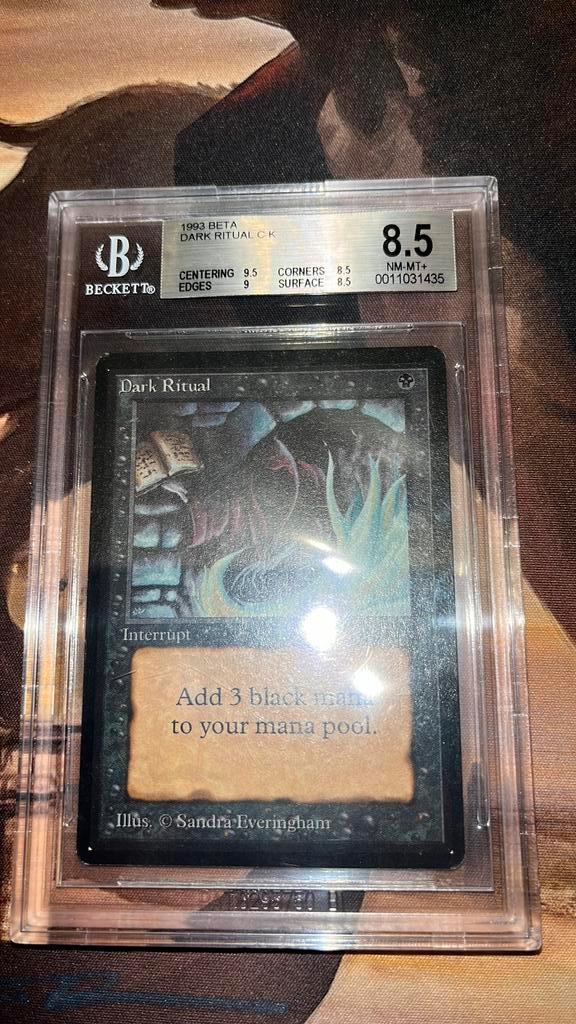 1993 BETA
DARK RITUAL C K
8.5
NM-MT+
0011031435
CENTERING 9.5 CORNERS 8.5
EDGES 9 SURFACE 8.5
B
BECKETT®
Dark Ritual
Interrupt
Add 3 black mana
to your mana pool.
Illus. © Sandra Everingham